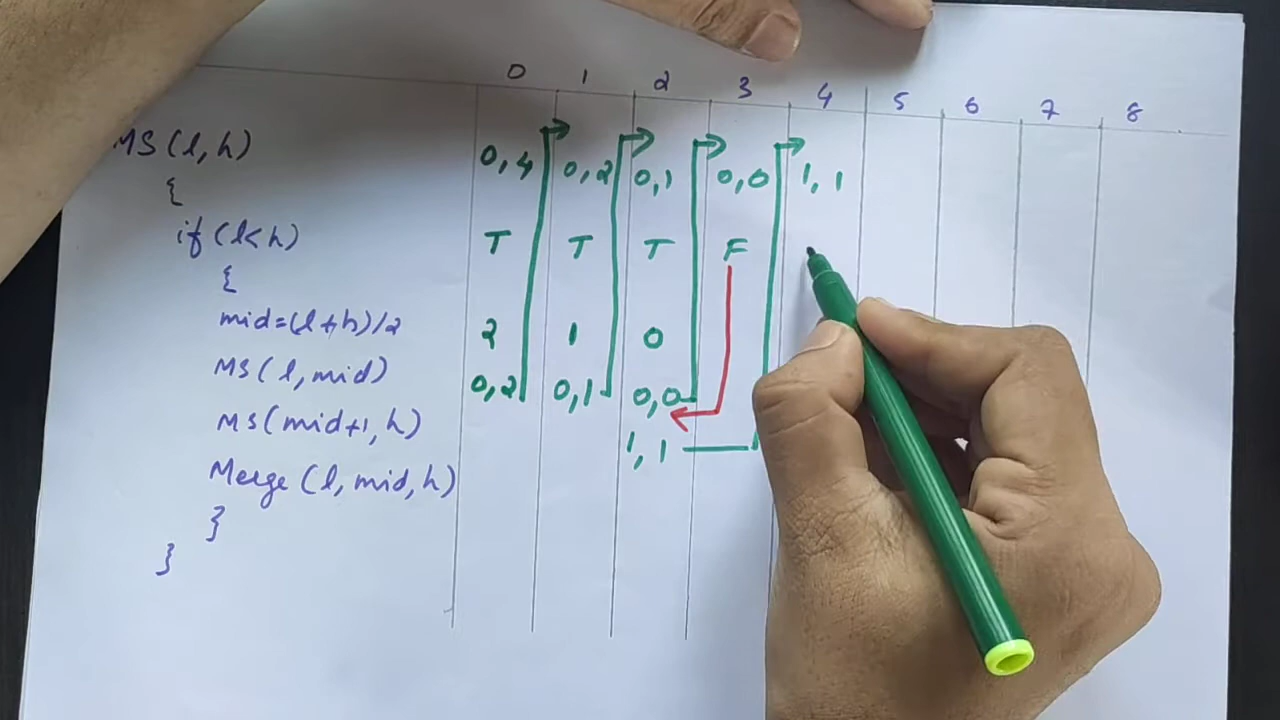 0 1 2 3 4 5 6 7 8
MS(l,h) 0,4 0,2 0,1 0,0 1,1
{
if(l<h) T T T F
{
mid=(l+h)/2 2 1 0
MS(l,mid) 0,2 0,1 0,0
MS(mid+1,h) 1,1
Merge(l,mid,h)
}
}